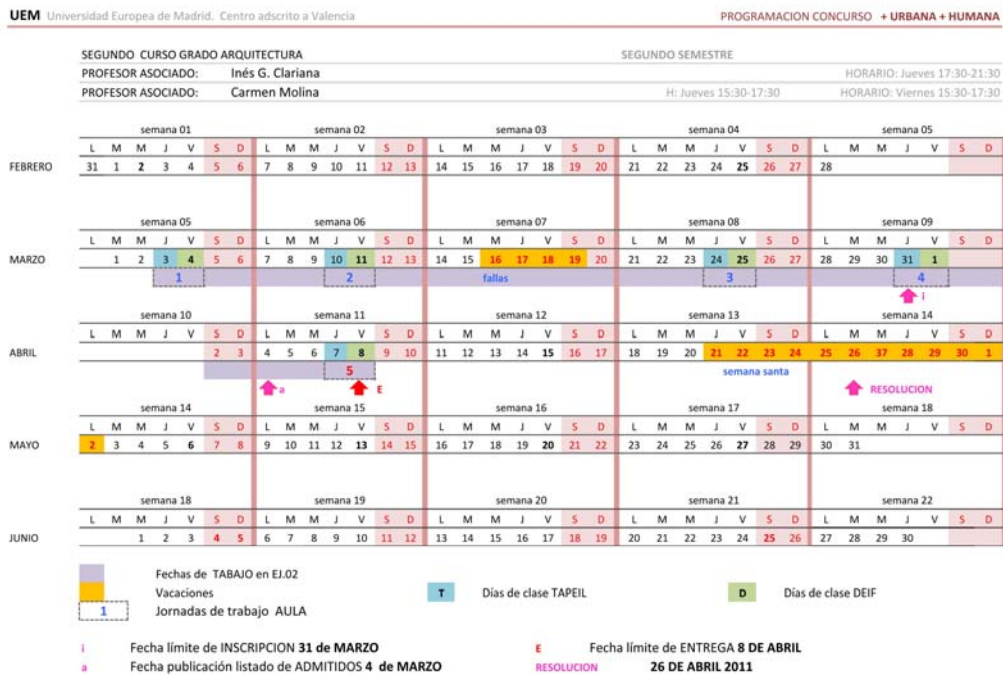 UEM Universidad Europea de Madrid. Centro adscrito a Valencia PROGRAMACION CONCURSO + URBANA + HUMANA
SEGUNDO CURSO GRADO ARQUITECTURA SEGUNDO SEMESTRE
PROFESOR ASOCIADO: Inés G. Clariana HORARIO: Jueves 17:30-21:30
PROFESOR ASOCIADO: Carmen Molina H: Jueves 15:30-17:30 HORARIO: Viernes 15:30-17:30
semana 01 semana 02 semana 03 semana 04 semana 05
L M M J V S D L M M J V S D L M M J V S D L M M J V S D L M M J V S D
FEBRERO 31 1 2 3 4 5 6 7 8 9 10 11 12 13 14 15 16 17 18 19 20 21 22 23 24 25 26 27 28
semana 05 semana 06 semana 07 semana 08 semana 09
L M M J V S D L M M J V S D L M M J V S D L M M J V S D L M M J V S D
MARZO 1 2 3 4 5 6 7 8 9 10 11 12 13 14 15 16 17 18 19 20 21 22 23 24 25 26 27 28 29 30 31 1
1 2 fallas 3 4
i
semana 10 semana 11 semana 12 semana 13 semana 14
L M M J V S D L M M J V S D L M M J V S D L M M J V S D L M M J V S D
ABRIL 2 3 4 5 6 7 8 9 10 11 12 13 14 15 16 17 18 19 20 21 22 23 24 25 26 37 28 29 30 1
5 semana santa
a E RESOLUCION
semana 14 semana 15 semana 16 semana 17 semana 18
L M M J V S D L M M J V S D L M M J V S D L M M J V S D L M M J V S D
MAYO 2 3 4 5 6 7 8 9 10 11 12 13 14 15 16 17 18 19 20 21 22 23 24 25 26 27 28 29 30 31
semana 18 semana 19 semana 20 semana 21 semana 22
L M M J V S D L M M J V S D L M M J V S D L M M J V S D L M M J V S D
JUNIO 1 2 3 4 5 6 7 8 9 10 11 12 13 14 15 16 17 18 19 20 21 22 23 24 25 26 27 28 29 30
Fechas de TABAJO en EJ.02
Vacaciones T Días de clase TAPEIL D Días de clase DEIF
1 Jornadas de trabajo AULA
i Fecha límite de INSCRIPCION 31 de MARZO E Fecha límite de ENTREGA 8 DE ABRIL
a Fecha publicación listado de ADMITIDOS 4 de MARZO RESOLUCION 26 DE ABRIL 2011